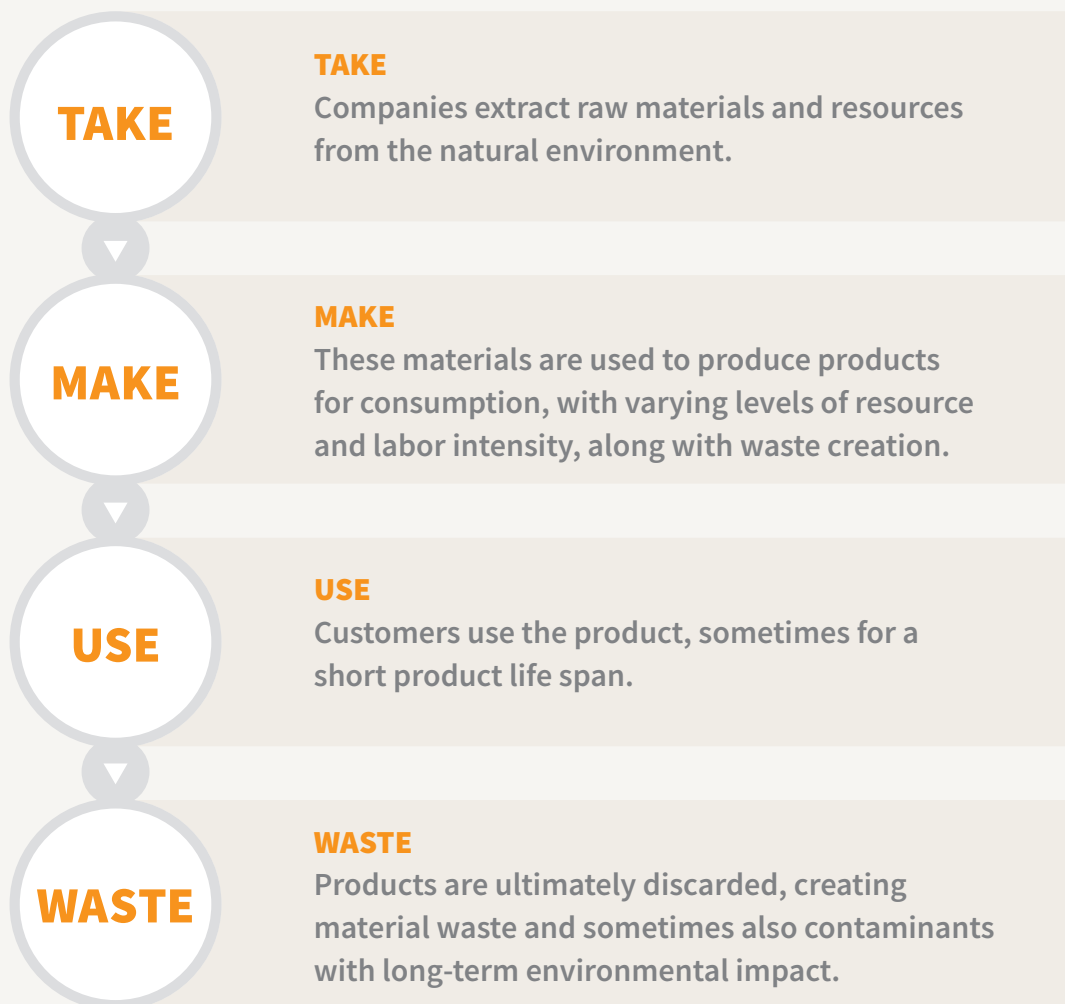 TAKE
TAKE
Companies extract raw materials and resources
from the natural environment.
MAKE
MAKE
These materials are used to produce products
for consumption, with varying levels of resource
and labor intensity, along with waste creation.
USE
USE
Customers use the product, sometimes for a
short product life span.
WASTE
WASTE
Products are ultimately discarded, creating
material waste and sometimes also contaminants
with long-term environmental impact.